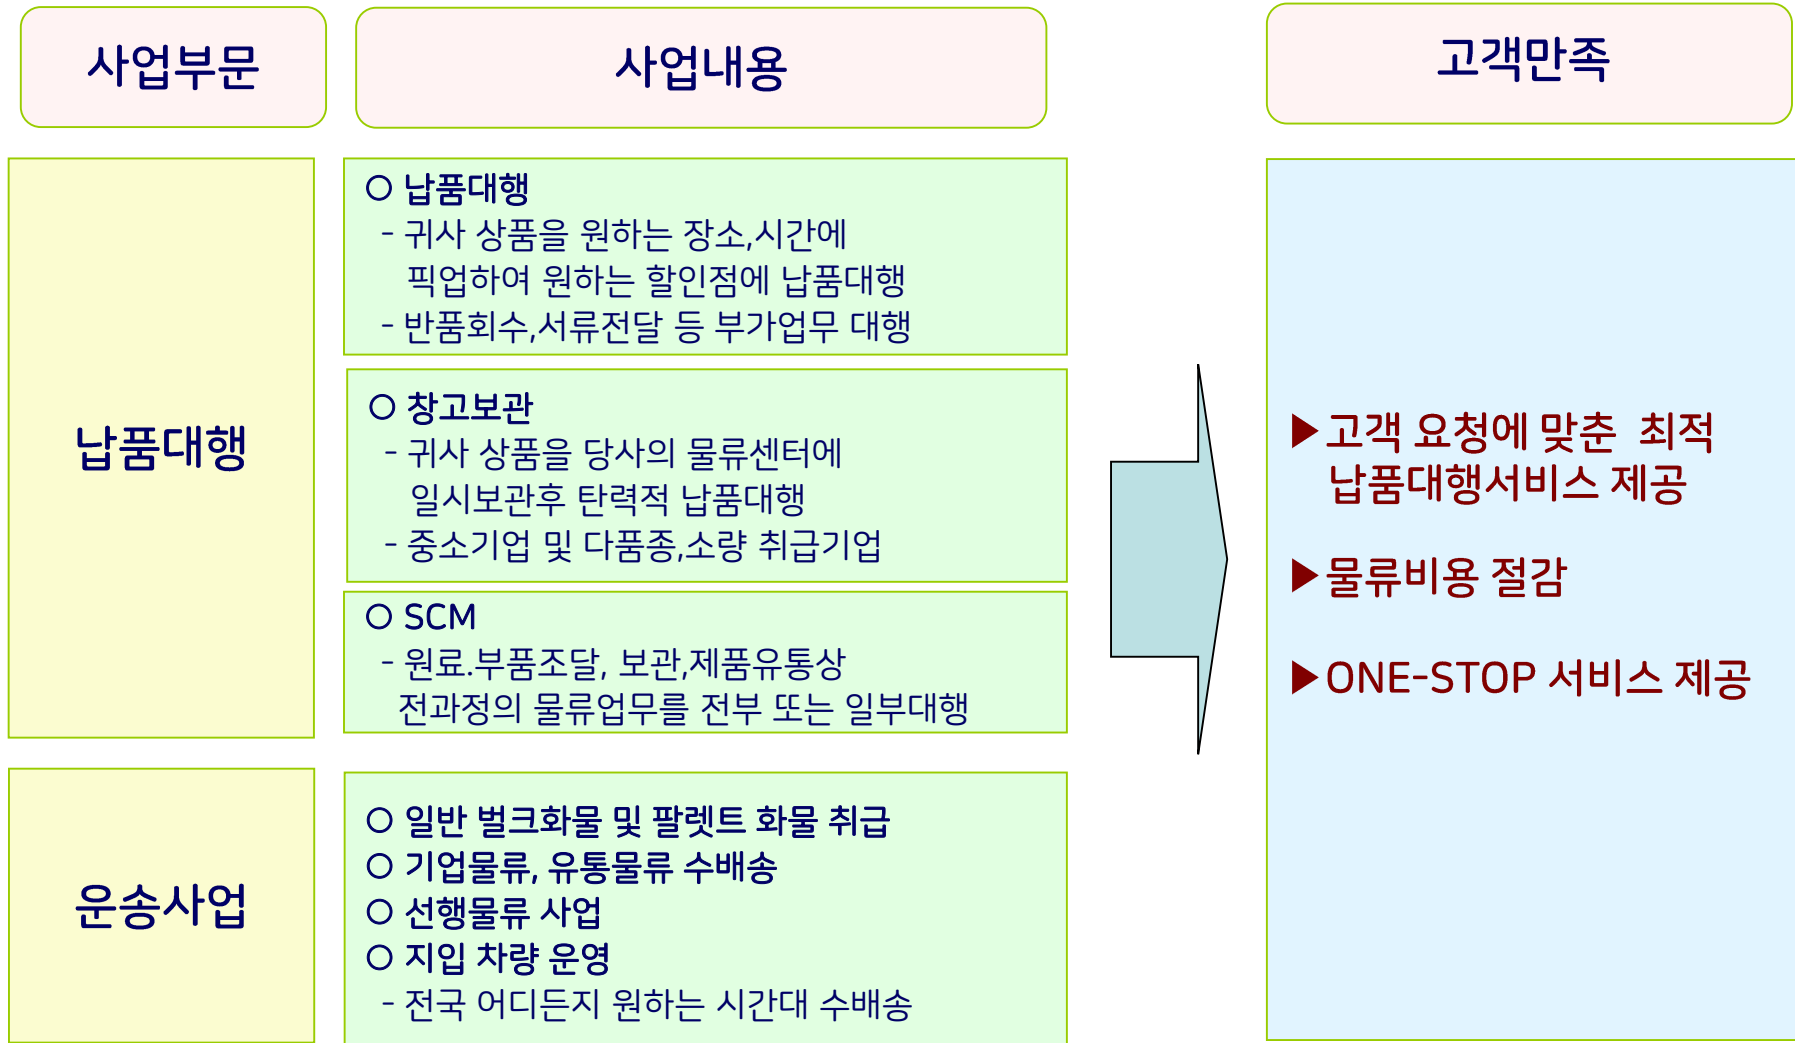 사업부문
사업내용
고객만족
납품대행
○ 납품대행
- 귀사 상품을 원하는 장소,시간에
픽업하여 원하는 할인점에 납품대행
- 반품회수,서류전달 등 부가업무 대행
○ 창고보관
- 귀사 상품을 당사의 물류센터에
일시보관후 탄력적 납품대행
- 중소기업 및 다품종,소량 취급기업
○ SCM
- 원료.부품조달, 보관,제품유통상
전과정의 물류업무를 전부 또는 일부대행
운송사업
○ 일반 벌크화물 및 팔렛트 화물 취급
○ 기업물류, 유통물류 수배송
○ 선행물류 사업
○ 지입 차량 운영
- 전국 어디든지 원하는 시간대 수배송
▶고객 요청에 맞춘 최적
납품대행서비스 제공
▶물류비용 절감
▶ONE-STOP 서비스 제공